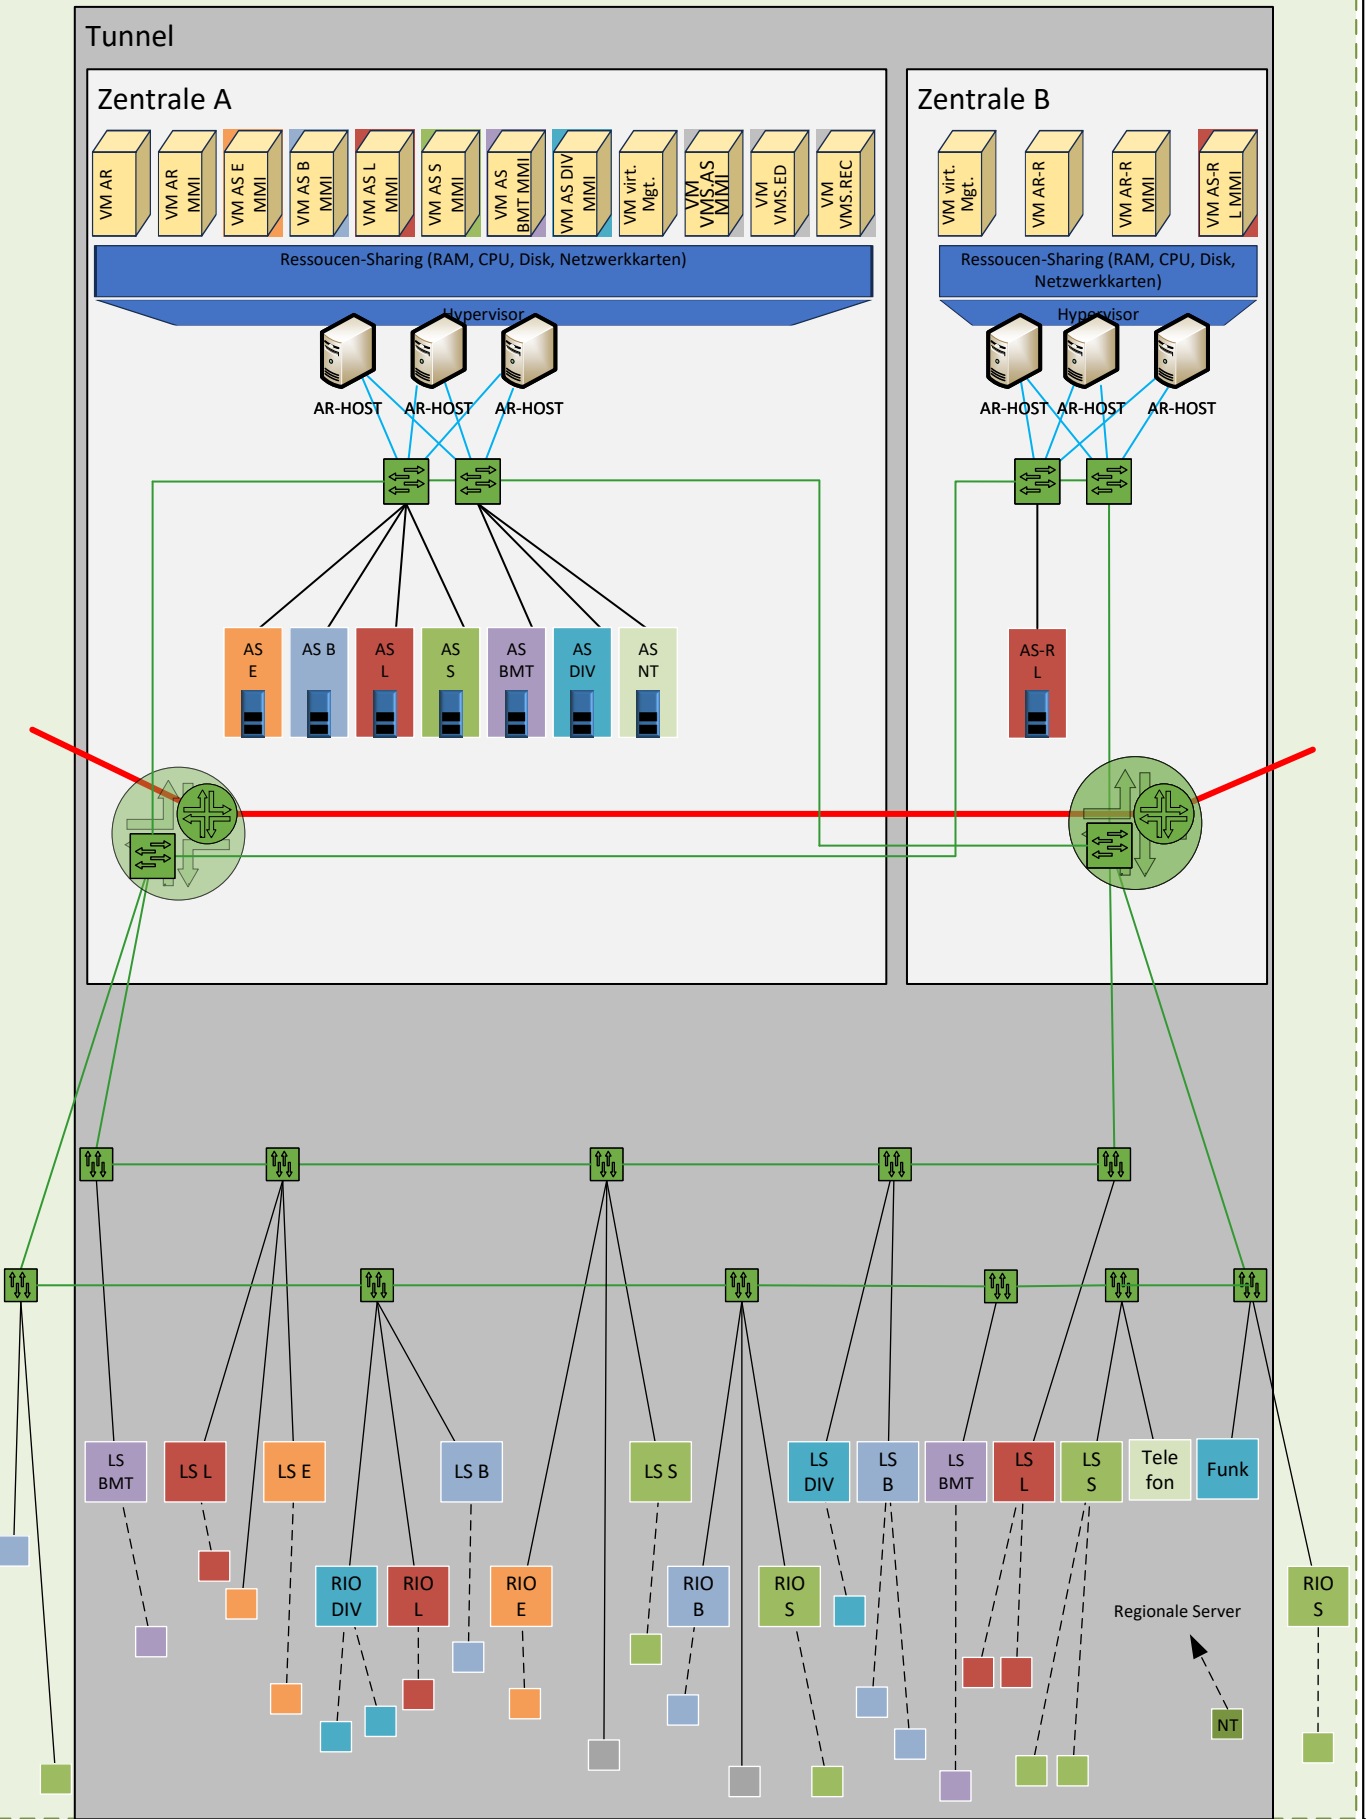 Tunnel
Zentrale A
Zentrale B
VM AR
VM AR
MMI
VM AS E
MMI
VM AS B
MMI
VM AS L
MMI
VM AS S
MMI
VM AS
BMT MMI
VM AS DIV
MMI
VM virt.
Mgt.
VM
VMS.AS
MMI
VM
VMS.ED
VM
VMS.REC
VM virt.
Mgt.
VM AR-R
VM AR-R
MMI
VM AS-R
L MMI
Ressoucen-Sharing (RAM, CPU, Disk, Netzwerkkarten)
Ressoucen-Sharing (RAM, CPU, Disk,
Netzwerkkarten)
Hypervisor
Hypervisor
AR-HOST
AR-HOST
AR-HOST
AR-HOST
AR-HOST
AR-HOST
AS
E
AS B
AS
L
AS
S
AS
BMT
AS
DIV
AS
NT
AS-R
L
LS
BMT
LS L
LS E
LS B
LS S
LS
DIV
LS
B
LS
BMT
LS
L
LS
S
Tele
fon
Funk
RIO
DIV
RIO
L
RIO
E
RIO
B
RIO
S
RIO
S
Regionale Server
NT